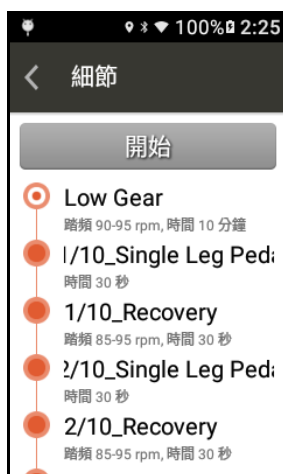 100% 2:25
細節
開始
Low Gear
踏頻 90-95 rpm, 時間 10 分鐘
1/10_Single Leg Peda
時間 30 秒
1/10_Recovery
踏頻 85-95 rpm, 時間 30 秒
2/10_Single Leg Peda
時間 30 秒
2/10_Recovery
踏頻 85-95 rpm, 時間 30 秒